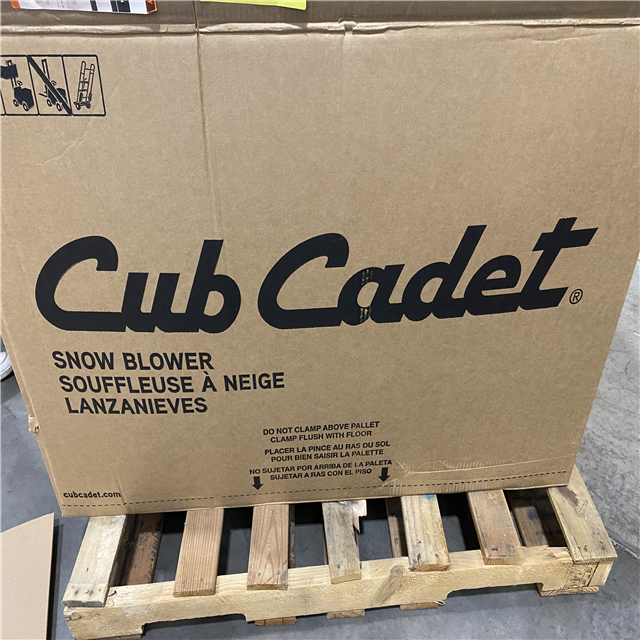 Cub Cadet®
SNOW BLOWER
SOUFFLEUSE À NEIGE
LANZANIEVES
DO NOT CLAMP ABOVE PALLET
CLAMP FLUSH WITH FLOOR
PLACER LA PINCE AU RAS DU SOL
POUR BIEN SAISIR LA PALETTE
NO SUJETAR POR ARRIBA DE LA PALETA
SUJETAR A RAS CON EL PISO
cubcadet.com